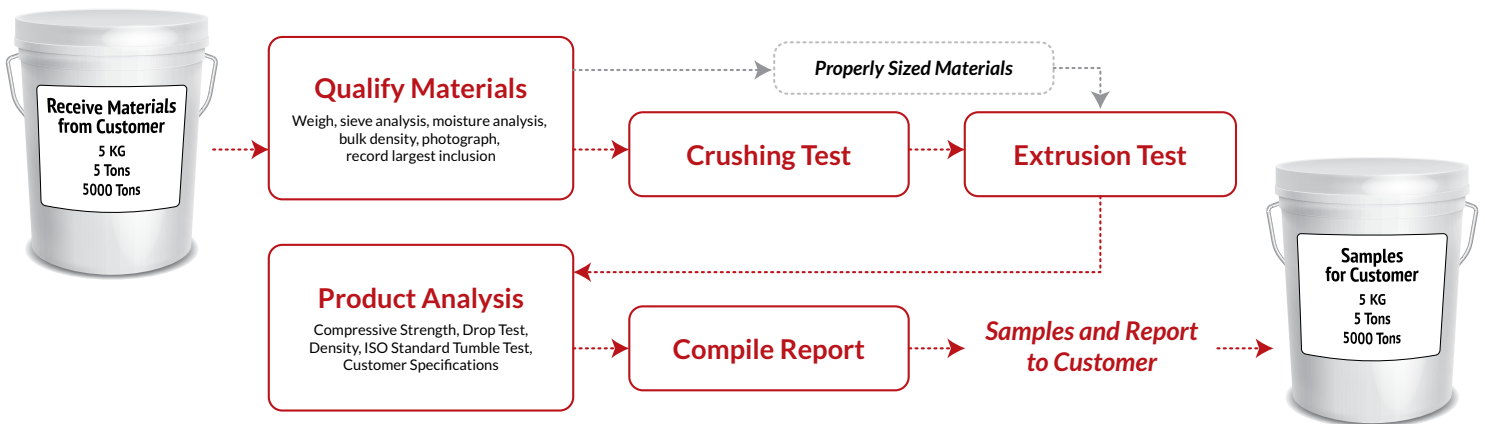 Receive Materials
from Customer
5 KG
5 Tons
5000 Tons
Qualify Materials
Weigh, sieve analysis, moisture analysis,
bulk density, photograph,
record largest inclusion
Properly Sized Materials
Crushing Test
Extrusion Test
Product Analysis
Compressive Strength, Drop Test,
Density, ISO Standard Tumble Test,
Customer Specifications
Compile Report
Samples and Report
to Customer
Samples
for Customer
5 KG
5 Tons
5000 Tons